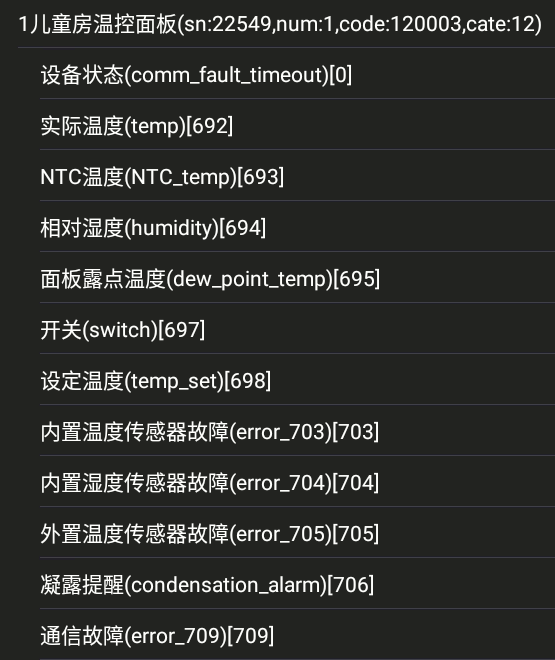 1儿童房温控面板(sn:22549,num:1,code:120003,cate:12)
设备状态(comm_fault_timeout)[0]
实际温度(temp)[692]
NTC温度(NTC_temp)[693]
相对湿度(humidity)[694]
面板露点温度(dew_point_temp)[695]
开关(switch)[697]
设定温度(temp_set)[698]
内置温度传感器故障(error_703)[703]
内置湿度传感器故障(error_704)[704]
外置温度传感器故障(error_705)[705]
凝露提醒(condensation_alarm)[706]
通信故障(error_709)[709]